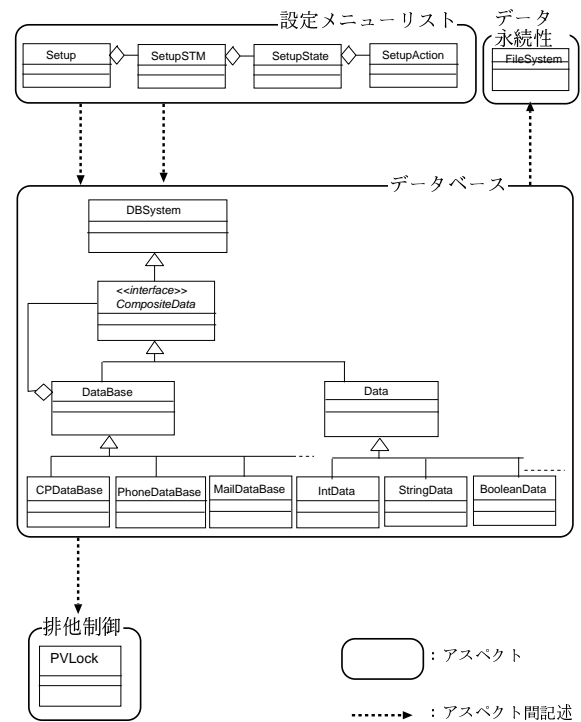 設定メニューリスト
データ
永続性
Setup
SetupSTM
SetupState
SetupAction
FileSystem
データベース
DBSystem
<<interface>>
CompositeData
DataBase
Data
CPDataBase
PhoneDataBase
MailDataBase
IntData
StringData
BooleanData
排他制御
PVLock
：アスペクト
：アスペクト間記述